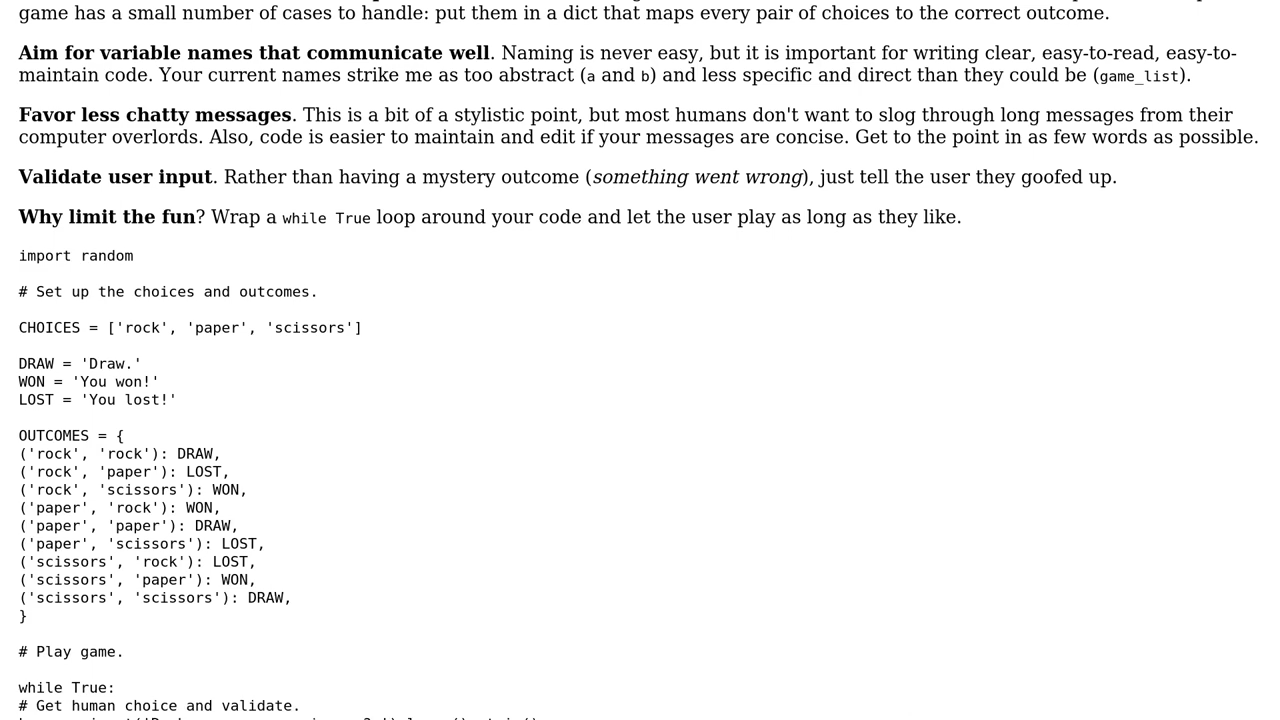 game has a small number of cases to handle: put them in a dict that maps every pair of choices to the correct outcome.
Aim for variable names that communicate well. Naming is never easy, but it is important for writing clear, easy-to-read, easy-to-
maintain code. Your current names strike me as too abstract (a and b) and less specific and direct than they could be (game_list).
Favor less chatty messages. This is a bit of a stylistic point, but most humans don't want to slog through long messages from their
computer overlords. Also, code is easier to maintain and edit if your messages are concise. Get to the point in as few words as possible.
Validate user input. Rather than having a mystery outcome (something went wrong), just tell the user they goofed up.
Why limit the fun? Wrap a while True loop around your code and let the user play as long as they like.
import random
# Set up the choices and outcomes.
CHOICES = ['rock', 'paper', 'scissors']
DRAW = 'Draw.'
WON = 'You won!'
LOST = 'You lost!'
OUTCOMES = {
('rock', 'rock'): DRAW,
('rock', 'paper'): LOST,
('rock', 'scissors'): WON,
('paper', 'rock'): WON,
('paper', 'paper'): DRAW,
('paper', 'scissors'): LOST,
('scissors', 'rock'): LOST,
('scissors', 'paper'): WON,
('scissors', 'scissors'): DRAW,
}
# Play game.
while True:
# Get human choice and validate.